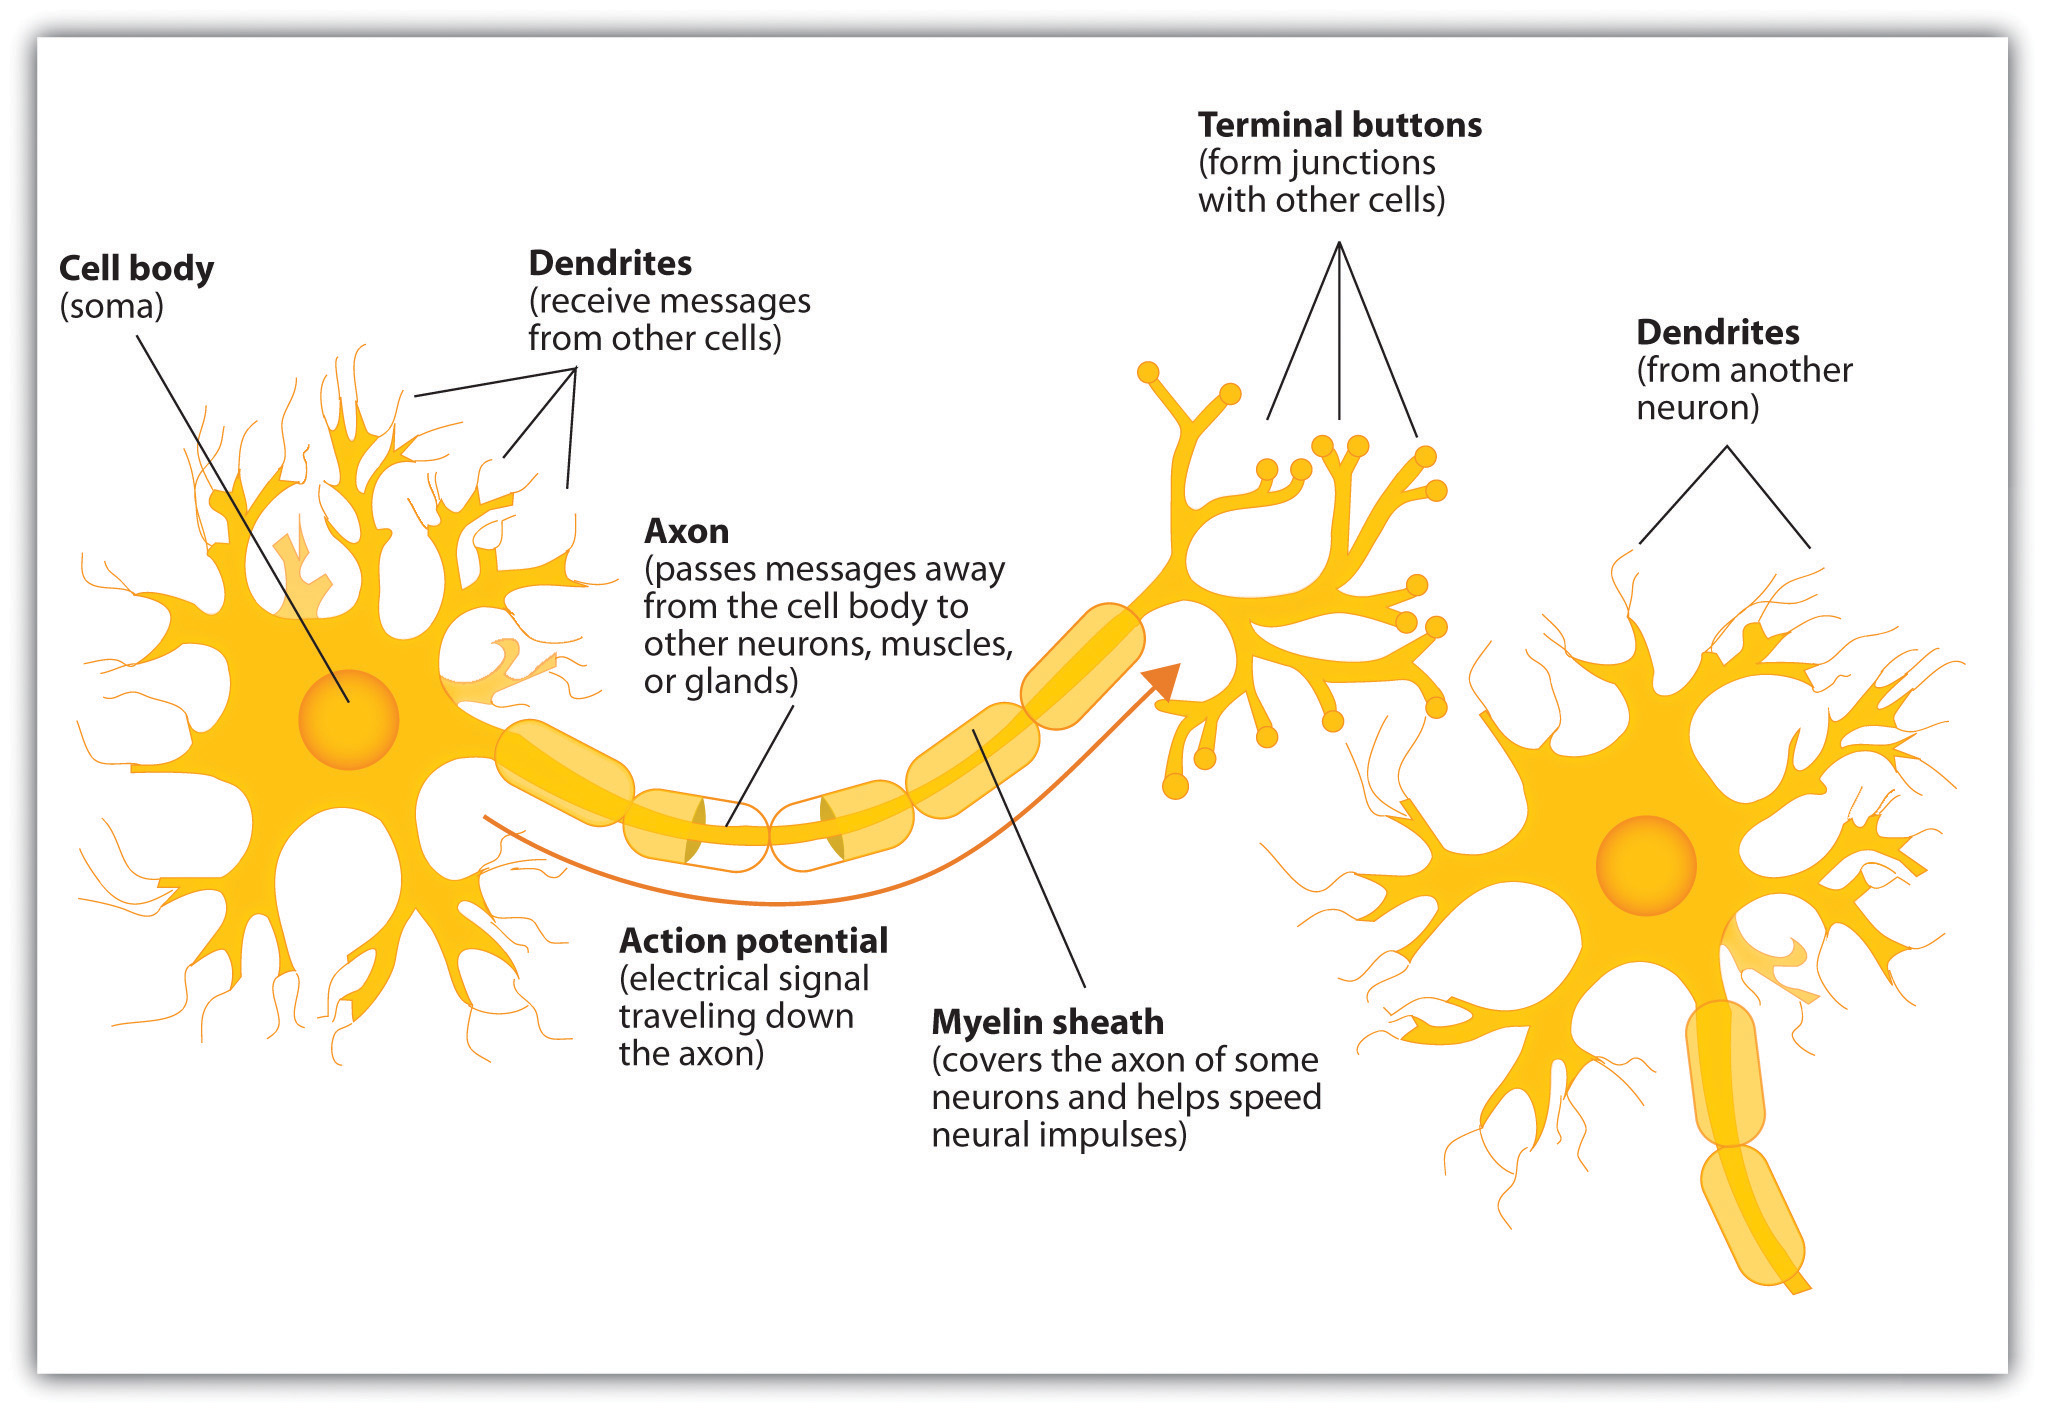 Cell body
(soma)
Dendrites
(receive messages
from other cells)
Terminal buttons
(form junctions
with other cells)
Dendrites
(from another
neuron)
Axon
(passes messages away
from the cell body to
other neurons, muscles,
or glands)
Action potential
(electrical signal
traveling down
the axon)
Myelin sheath
(covers the axon of some
neurons and helps speed
neural impulses)